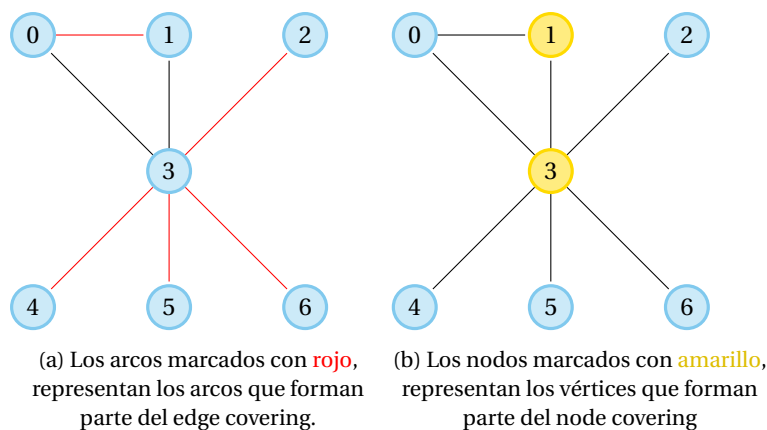 0 1 2 0 1 2
3 3
4 5 6 4 5 6
(a) Los arcos marcados con rojo,
representan los arcos que forman
parte del edge covering.
(b) Los nodos marcados con amarillo,
representan los vértices que forman
parte del node covering